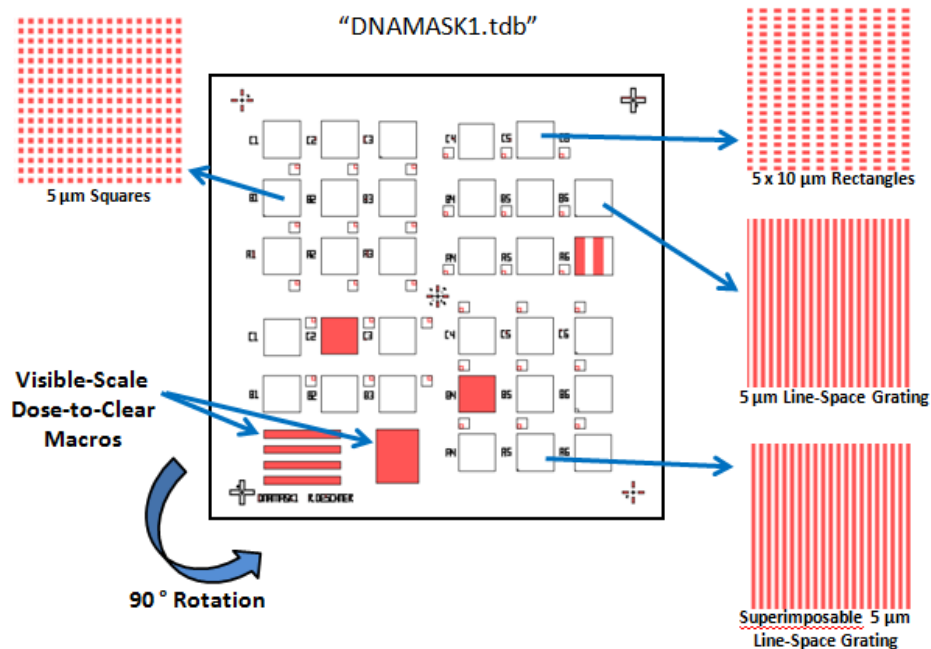 “DNAMASK1.tdb”
5 µm Squares
5 x 10 µm Rectangles
C1 C2 C3 C4 C5 C6
B1 B2 B3 B4 B5 B6
A1 A2 A3 A4 A5 A6
5 µm Line-Space Grating
C1 C2 C3 C4 C5 C6
Visible-Scale
Dose-to-Clear
Macros
B1 B2 B3 B4 B5 B6
A4 A5 A6
DNAMASK1 R.DESCHNER
90 ° Rotation
Superimposable 5 µm
Line-Space Grating